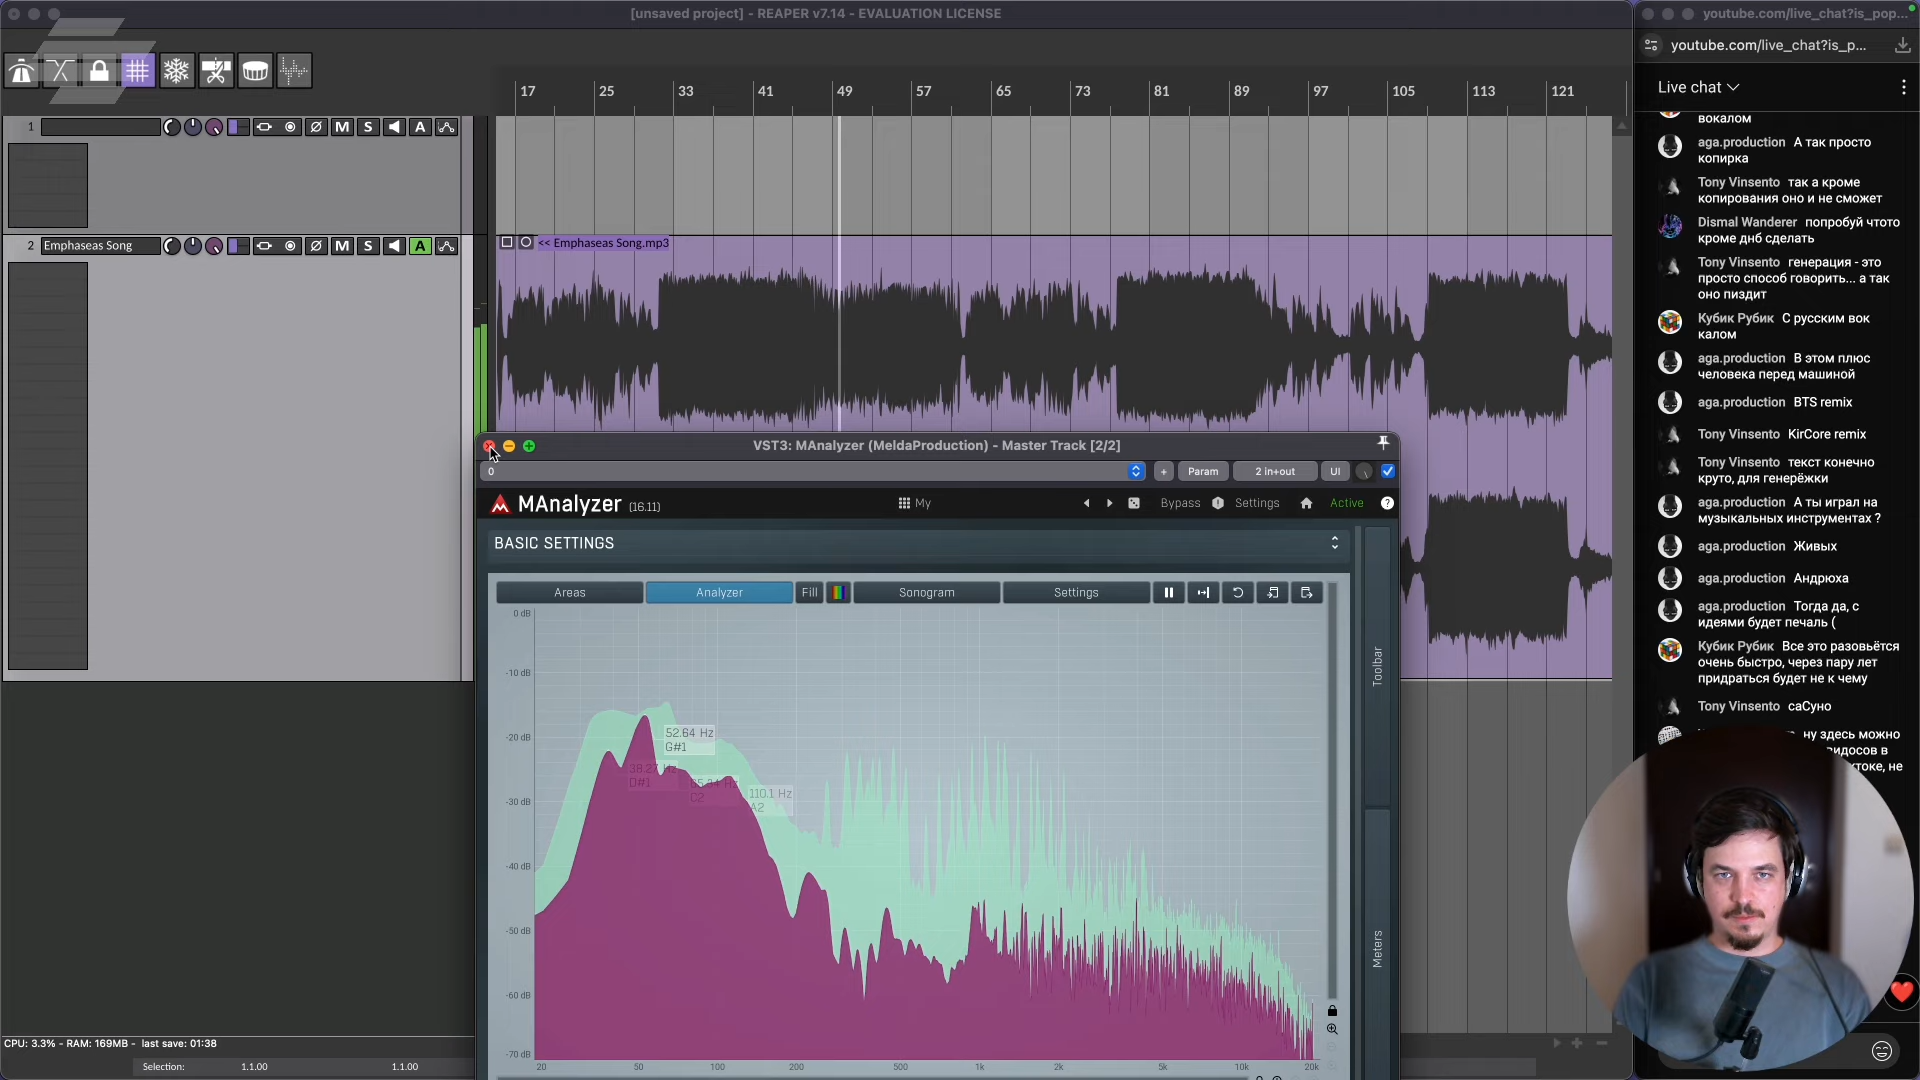 [unsaved project] - REAPER v7.14 - EVALUATION LICENSE
youtube.com/live_chat?is_pop...
youtube.com/live_chat?is_p...
Live chat
17 25 33 41 49 57 65 73 81 89 97 105 113 121
1 M S A
2 Emphaseas Song M S A
<< Emphaseas Song.mp3
VST3: MAnalyzer (MeldaProduction) - Master Track [2/2]
0 + Param 2 in+out UI
MAnalyzer (16.11) My Bypass Settings Active ?
BASIC SETTINGS
Areas Analyzer Fill Sonogram Settings
0 dB
-10 dB
-20 dB
-30 dB
-40 dB
-50 dB
-60 dB
-70 dB
52.64 Hz
G#1
38.27 Hz
D#1
C2
110.1 Hz
A2
20 50 100 200 500 1k 2k 5k 10k 20k
Toolbar
Meters
CPU: 3.3% - RAM: 169MB - last save: 01:38
Selection: 1.1.00 1.1.00
вокалом
aga.production А так просто
копирка
Tony Vinsento так а кроме
копирования оно и не сможет
Dismal Wanderer попробуй чтото
кроме днб сделать
Tony Vinsento генерация - это
просто способ говорить... а так
оно пиздит
Кубик Рубик С русским вок
калом
aga.production В этом плюс
человека перед машиной
aga.production BTS remix
Tony Vinsento KirCore remix
Tony Vinsento текст конечно
круто, для генерёжки
aga.production А ты играл на
музыкальных инструментах ?
aga.production Живых
aga.production Андрюха
aga.production Тогда да, с
идеями будет печаль (
Кубик Рубик Все это разовьётся
очень быстро, через пару лет
придраться будет не к чему
Tony Vinsento саСуно
ну здесь можно
видосов в
ктоке, не